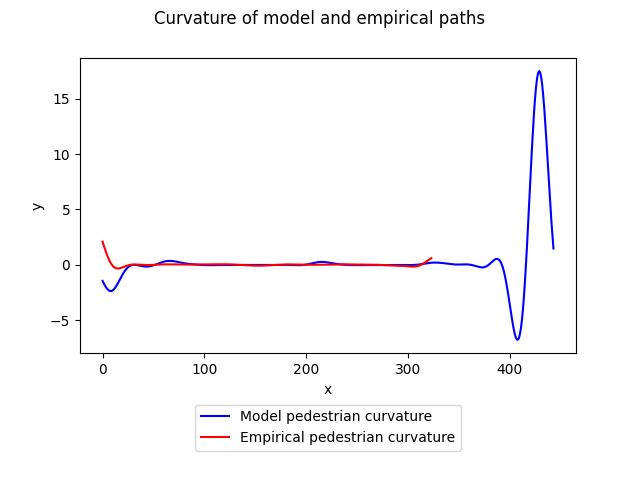 Curvature of model and empirical paths
15
10
5
0
−5
y
0 100 200 300 400
x
Model pedestrian curvature
Empirical pedestrian curvature